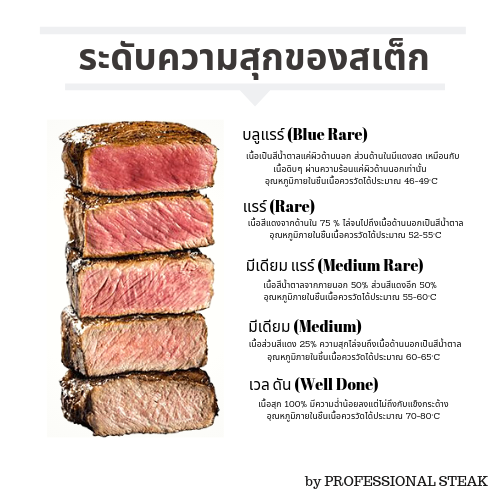 ระดับความสุกของสเต็ก
บลูแรร์ (Blue Rare)
เนื้อเป็นสีน้ำตาลแค่ผิวด้านนอก ส่วนด้านในมีแดงสด เหมือนกับ
เนื้อดิบๆ ผ่านความร้อนแค่ผิวด้านนอกเท่านั้น
อุณหภูมิภายในชิ้นเนื้อควรวัดได้ประมาณ 46-49°C
แรร์ (Rare)
เนื้อสีแดงจากด้านใน 75 % ไล่จนไปถึงเนื้อด้านนอกเป็นสีน้ำตาล
อุณหภูมิภายในชิ้นเนื้อควรวัดได้ประมาณ 52-55°C
มีเดียม แรร์ (Medium Rare)
เนื้อสีน้ำตาลจากภายนอก 50% ส่วนสีแดงอีก 50%
อุณหภูมิภายในชิ้นเนื้อควรวัดได้ประมาณ 55-60°C
มีเดียม (Medium)
เนื้อส่วนสีแดง 25% ความสุกไล่จนถึงเนื้อด้านนอกเป็นสีน้ำตาล
อุณหภูมิภายในชิ้นเนื้อควรวัดได้ประมาณ 60-65°C
เวล ดัน (Well Done)
เนื้อสุก 100% มีความฉ่ำน้อยลงแต่ไม่ถึงกับแข็งกระด้าง
อุณหภูมิภายในชิ้นเนื้อควรวัดได้ประมาณ 70-80°C
by PROFESSIONAL STEAK